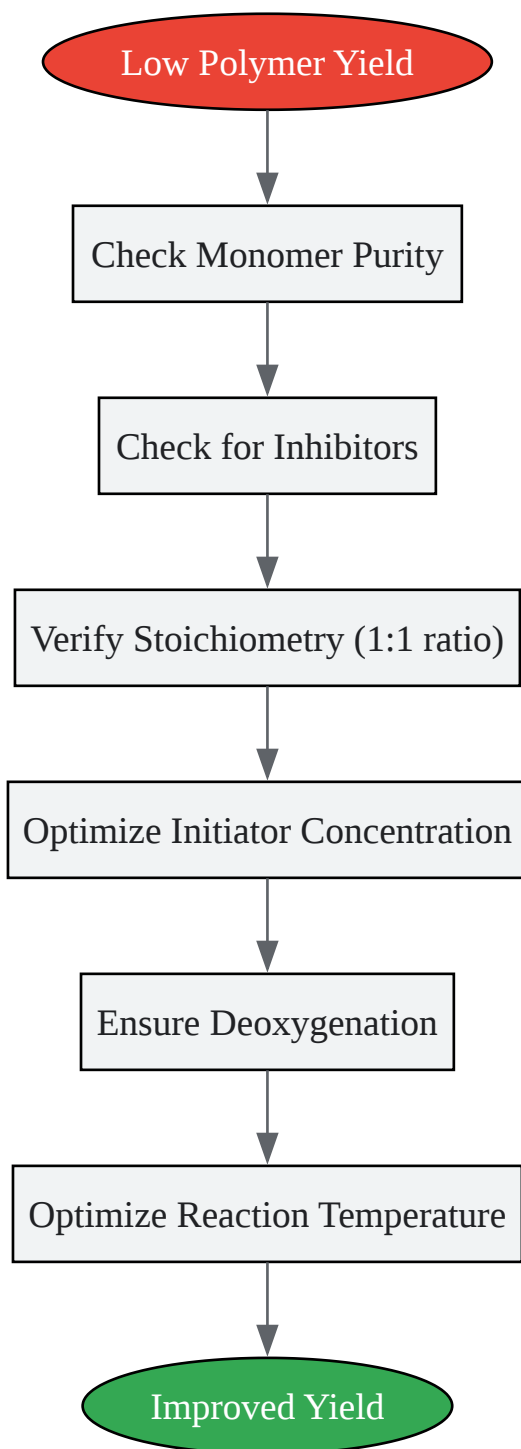 Low Polymer Yield
Check Monomer Purity
Check for Inhibitors
Verify Stoichiometry (1:1 ratio)
Optimize Initiator Concentration
Ensure Deoxygenation
Optimize Reaction Temperature
Improved Yield